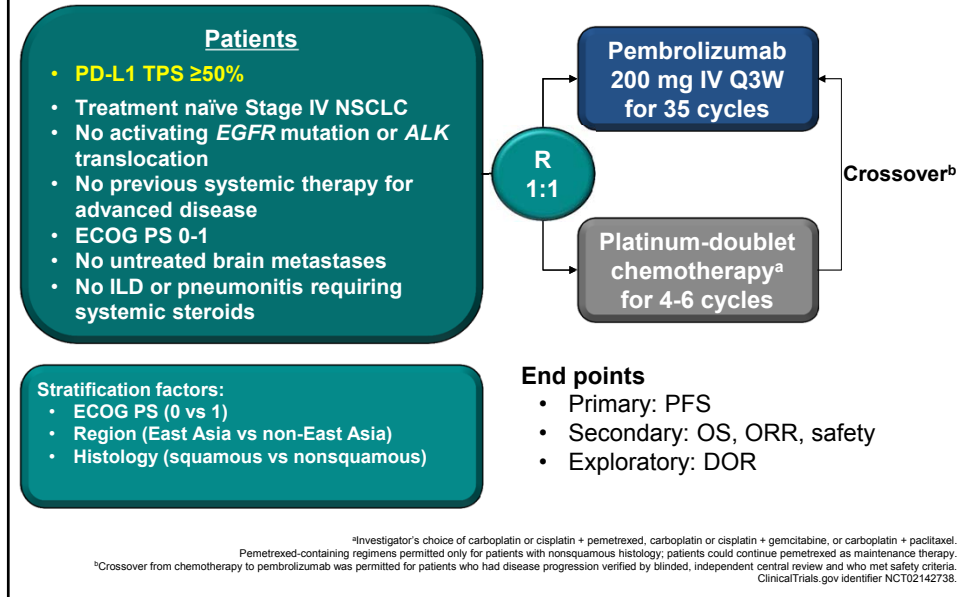 Patients
• PD-L1 TPS ≥50%
• Treatment naïve Stage IV NSCLC
• No activating EGFR mutation or ALK
translocation
• No previous systemic therapy for
advanced disease
• ECOG PS 0-1
• No untreated brain metastases
• No ILD or pneumonitis requiring
systemic steroids
R
1:1
Pembrolizumab
200 mg IV Q3W
for 35 cycles
Crossoverᵇ
Platinum-doublet
chemotherapyᵃ
for 4-6 cycles
Stratification factors:
• ECOG PS (0 vs 1)
• Region (East Asia vs non-East Asia)
• Histology (squamous vs nonsquamous)
End points
• Primary: PFS
• Secondary: OS, ORR, safety
• Exploratory: DOR
ᵃInvestigator's choice of carboplatin or cisplatin + pemetrexed, carboplatin or cisplatin + gemcitabine, or carboplatin + paclitaxel.
Pemetrexed-containing regimens permitted only for patients with nonsquamous histology; patients could continue pemetrexed as maintenance therapy.
ᵇCrossover from chemotherapy to pembrolizumab was permitted for patients who had disease progression verified by blinded, independent central review and who met safety criteria.
ClinicalTrials.gov identifier NCT02142738.